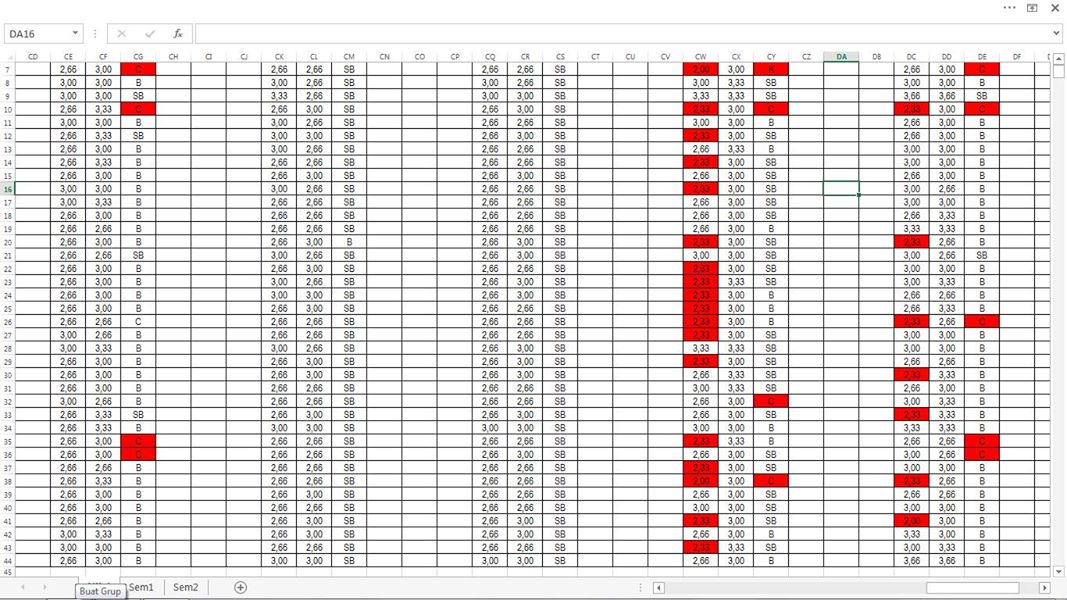 DA16 fx
CD CE CF CG CH CI CJ CK CL CM CN CO CP CQ CR CS CT CU CV CW CX CY CZ DA DB DC DD DE DF
7 2,66 3,00 C 2,66 2,66 SB 2,66 2,66 SB 2,00 3,00 K 2,66 3,00 C
8 3,00 3,00 B 3,00 2,66 SB 3,00 2,66 SB 3,00 3,33 SB 3,00 3,00 B
9 3,00 3,00 SB 3,33 2,66 SB 3,00 3,00 SB 3,33 3,33 SB 3,66 3,66 SB
10 2,66 3,33 C 2,66 3,00 SB 2,66 3,00 SB 2,33 3,00 C 2,33 3,00 C
11 3,00 3,00 B 2,66 2,66 SB 2,66 3,00 SB 3,00 3,00 B 2,66 3,00 B
12 2,66 3,33 SB 3,00 3,00 SB 2,66 2,66 SB 2,33 3,00 SB 2,66 3,00 B
13 2,66 3,33 B 3,00 2,66 SB 2,66 3,00 SB 2,66 3,33 B 3,00 3,00 B
14 2,66 3,33 B 2,66 2,66 SB 2,66 3,00 SB 2,33 3,00 SB 3,00 3,00 B
15 2,66 3,00 B 2,66 3,00 SB 2,66 3,00 SB 2,66 3,00 SB 2,66 3,00 B
16 3,00 3,00 B 3,00 2,66 SB 2,66 3,00 SB 2,33 3,00 SB 3,00 2,66 B
17 3,00 3,33 B 2,66 2,66 SB 2,66 3,00 SB 2,66 3,00 SB 3,00 3,00 B
18 2,66 3,00 B 2,66 2,66 SB 2,66 3,00 SB 2,66 3,00 SB 2,66 3,33 B
19 2,66 2,66 B 2,66 2,66 SB 2,66 3,00 SB 2,66 3,00 B 3,33 3,33 B
20 2,66 3,00 B 2,66 3,00 B 2,66 3,00 SB 2,33 3,00 SB 2,33 2,66 B
21 2,66 2,66 SB 2,66 3,00 SB 2,66 3,00 SB 3,00 3,00 SB 3,00 2,66 SB
22 2,66 3,00 B 3,00 2,66 SB 2,66 3,00 SB 2,33 3,00 SB 3,00 3,00 B
23 3,00 3,00 B 3,00 3,00 SB 2,66 3,00 SB 2,33 3,33 SB 3,00 3,33 B
24 2,66 3,00 B 3,00 3,00 SB 2,66 3,00 SB 2,33 3,00 B 2,66 2,66 B
25 2,66 3,00 B 2,66 3,00 SB 2,66 3,00 SB 2,33 3,00 B 2,66 3,33 B
26 2,66 2,66 C 2,66 2,66 SB 2,66 3,00 SB 2,33 3,00 B 2,33 2,66 C
27 3,00 2,66 B 2,66 3,00 SB 2,66 3,00 SB 2,33 3,00 SB 3,00 3,00 B
28 3,00 3,33 B 3,00 2,66 SB 2,66 3,00 SB 3,33 3,33 SB 3,00 3,00 B
29 2,66 3,00 B 2,66 3,00 SB 2,66 3,00 SB 2,33 3,00 SB 2,66 2,66 B
30 2,66 3,00 B 2,66 3,00 SB 2,66 3,00 SB 2,66 3,33 SB 2,33 3,33 B
31 2,66 3,00 B 2,66 2,66 SB 2,66 3,00 SB 3,00 3,33 SB 2,66 3,00 B
32 2,66 3,00 B 3,00 2,66 SB 3,00 2,66 SB 2,66 3,00 C 3,00 3,33 B
33 2,66 3,33 SB 2,66 3,00 SB 2,66 3,00 SB 2,66 3,00 SB 2,33 3,33 B
34 2,66 3,33 B 3,00 3,00 SB 2,66 3,00 SB 3,00 3,00 B 3,33 3,33 B
35 2,66 3,00 C 2,66 2,66 SB 2,66 3,00 SB 2,33 3,33 B 2,66 2,66 C
36 2,66 3,00 C 2,66 3,00 SB 2,66 3,00 SB 2,66 3,00 SB 3,00 2,66 C
37 2,66 2,66 B 2,66 2,66 SB 2,66 3,00 SB 2,33 3,00 SB 3,00 3,00 B
38 2,66 3,33 B 2,66 2,66 SB 2,66 3,00 SB 2,00 3,00 C 2,33 2,66 B
39 2,66 3,00 B 2,66 3,00 SB 2,66 3,00 SB 2,66 3,00 SB 2,66 2,66 B
40 3,00 3,00 B 2,66 3,00 SB 2,66 3,00 SB 3,00 3,00 SB 3,00 3,00 B
41 2,66 2,66 B 2,66 3,00 SB 2,66 3,00 SB 2,33 3,00 SB 2,00 3,00 B
42 3,00 3,33 B 2,66 3,00 SB 2,66 3,00 SB 2,66 3,00 B 3,00 3,00 B
43 3,00 3,00 B 2,66 2,66 SB 2,66 3,00 SB 2,33 3,33 SB 3,00 3,33 B
44 2,66 3,00 B 3,00 3,00 SB 2,66 3,00 SB 2,66 3,00 B 3,66 3,66 B
45
Sem1 Sem2
Buat Grup